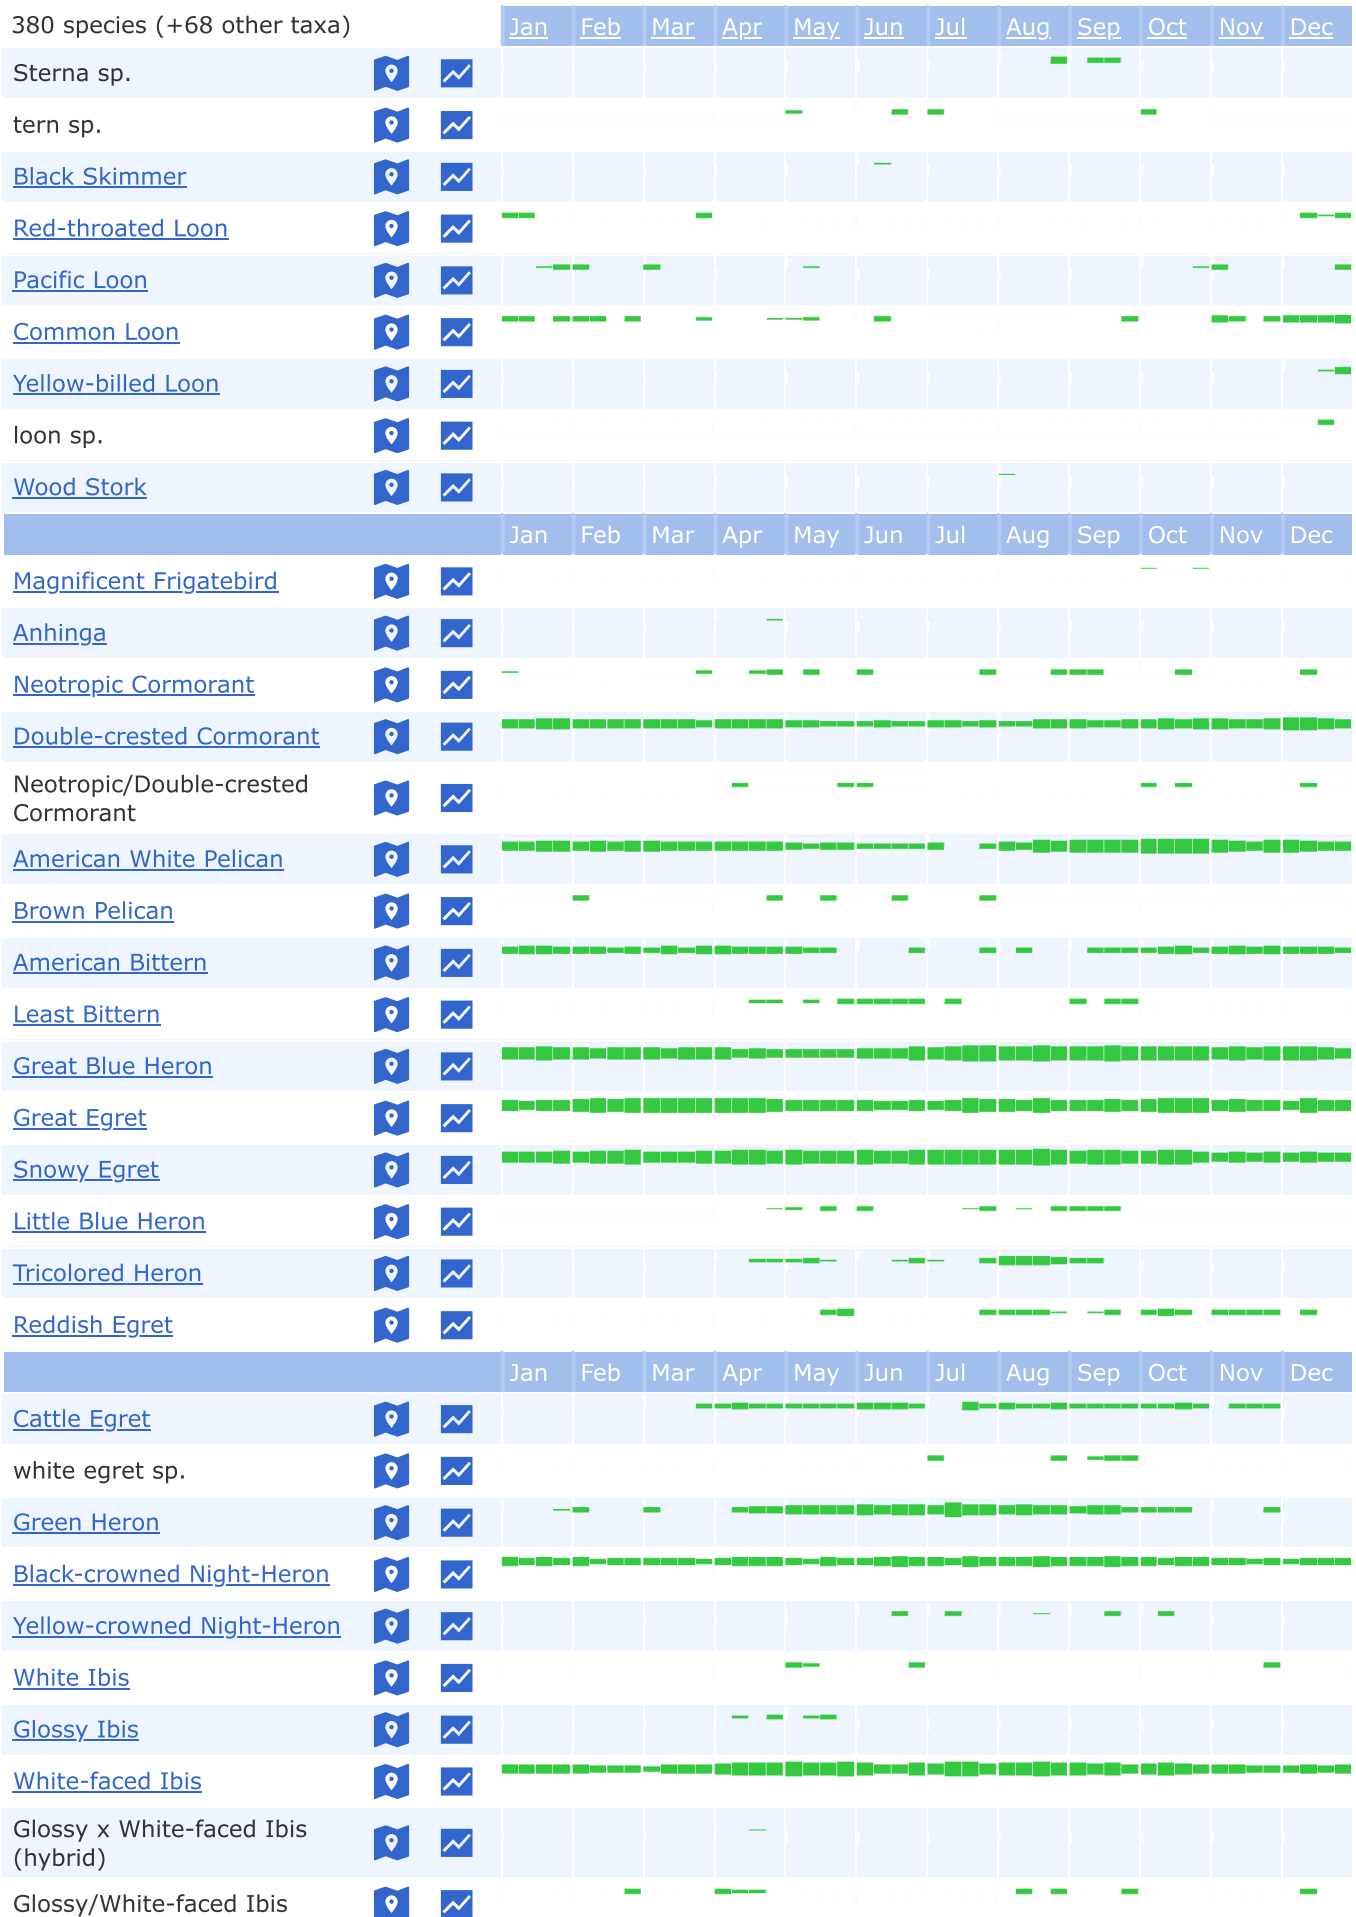 380 species (+68 other taxa) Jan Feb Mar Apr May Jun Jul Aug Sep Oct Nov Dec
Sterna sp.
tern sp.
Black Skimmer
Red-throated Loon
Pacific Loon
Common Loon
Yellow-billed Loon
loon sp.
Wood Stork
Jan Feb Mar Apr May Jun Jul Aug Sep Oct Nov Dec
Magnificent Frigatebird
Anhinga
Neotropic Cormorant
Double-crested Cormorant
Neotropic/Double-crested
Cormorant
American White Pelican
Brown Pelican
American Bittern
Least Bittern
Great Blue Heron
Great Egret
Snowy Egret
Little Blue Heron
Tricolored Heron
Reddish Egret
Jan Feb Mar Apr May Jun Jul Aug Sep Oct Nov Dec
Cattle Egret
white egret sp.
Green Heron
Black-crowned Night-Heron
Yellow-crowned Night-Heron
White Ibis
Glossy Ibis
White-faced Ibis
Glossy x White-faced Ibis
(hybrid)
Glossy/White-faced Ibis